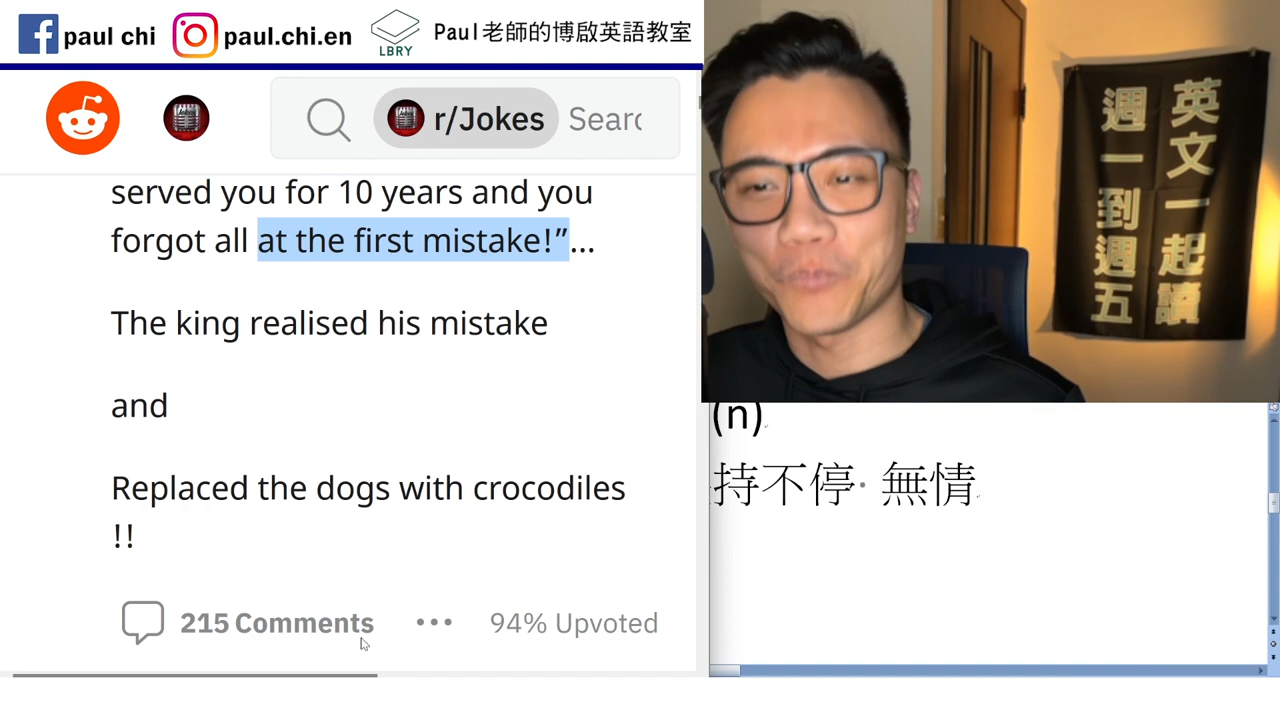 paul chi
paul.chi.en
LBRY
Paul老師的博啟英語教室
r/Jokes
served you for 10 years and you
forgot all at the first mistake!”...
The king realised his mistake
and
Replaced the dogs with crocodiles
!!
215 Comments
94% Upvoted
英文一起讀
週一到週五
(n)
持不停 無情